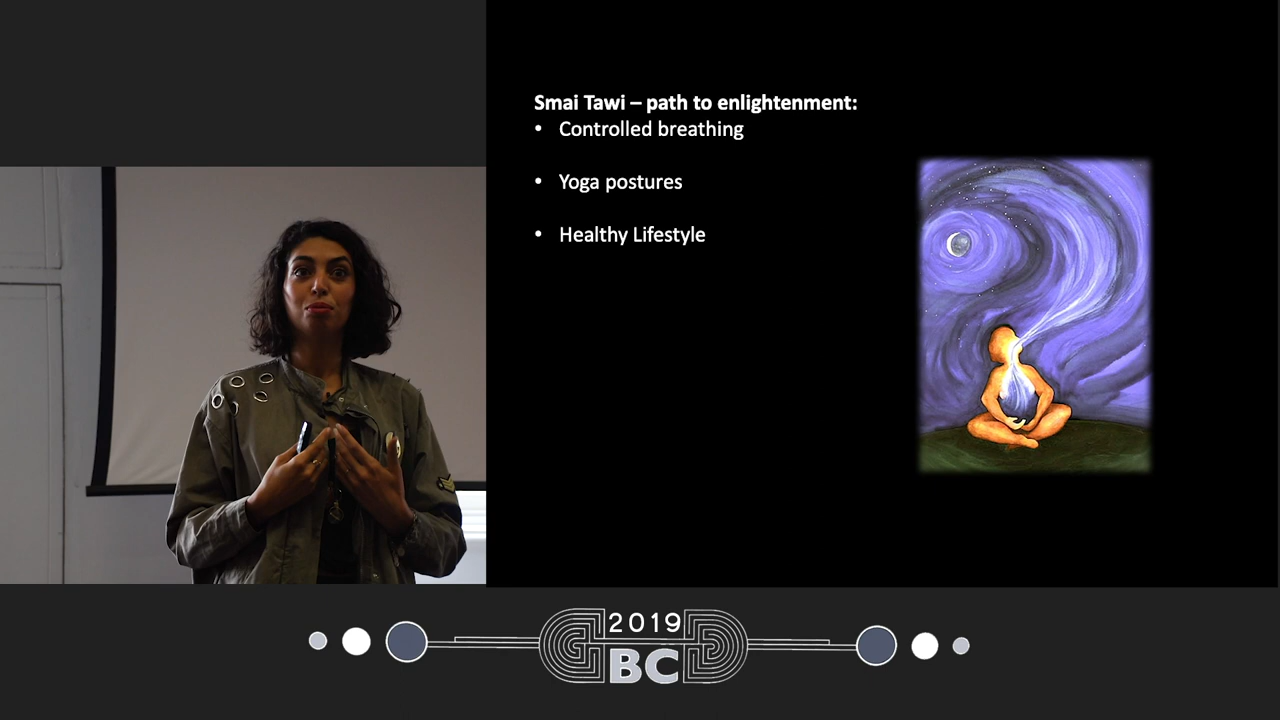 Smai Tawi – path to enlightenment:
• Controlled breathing
• Yoga postures
• Healthy Lifestyle
2019
BC